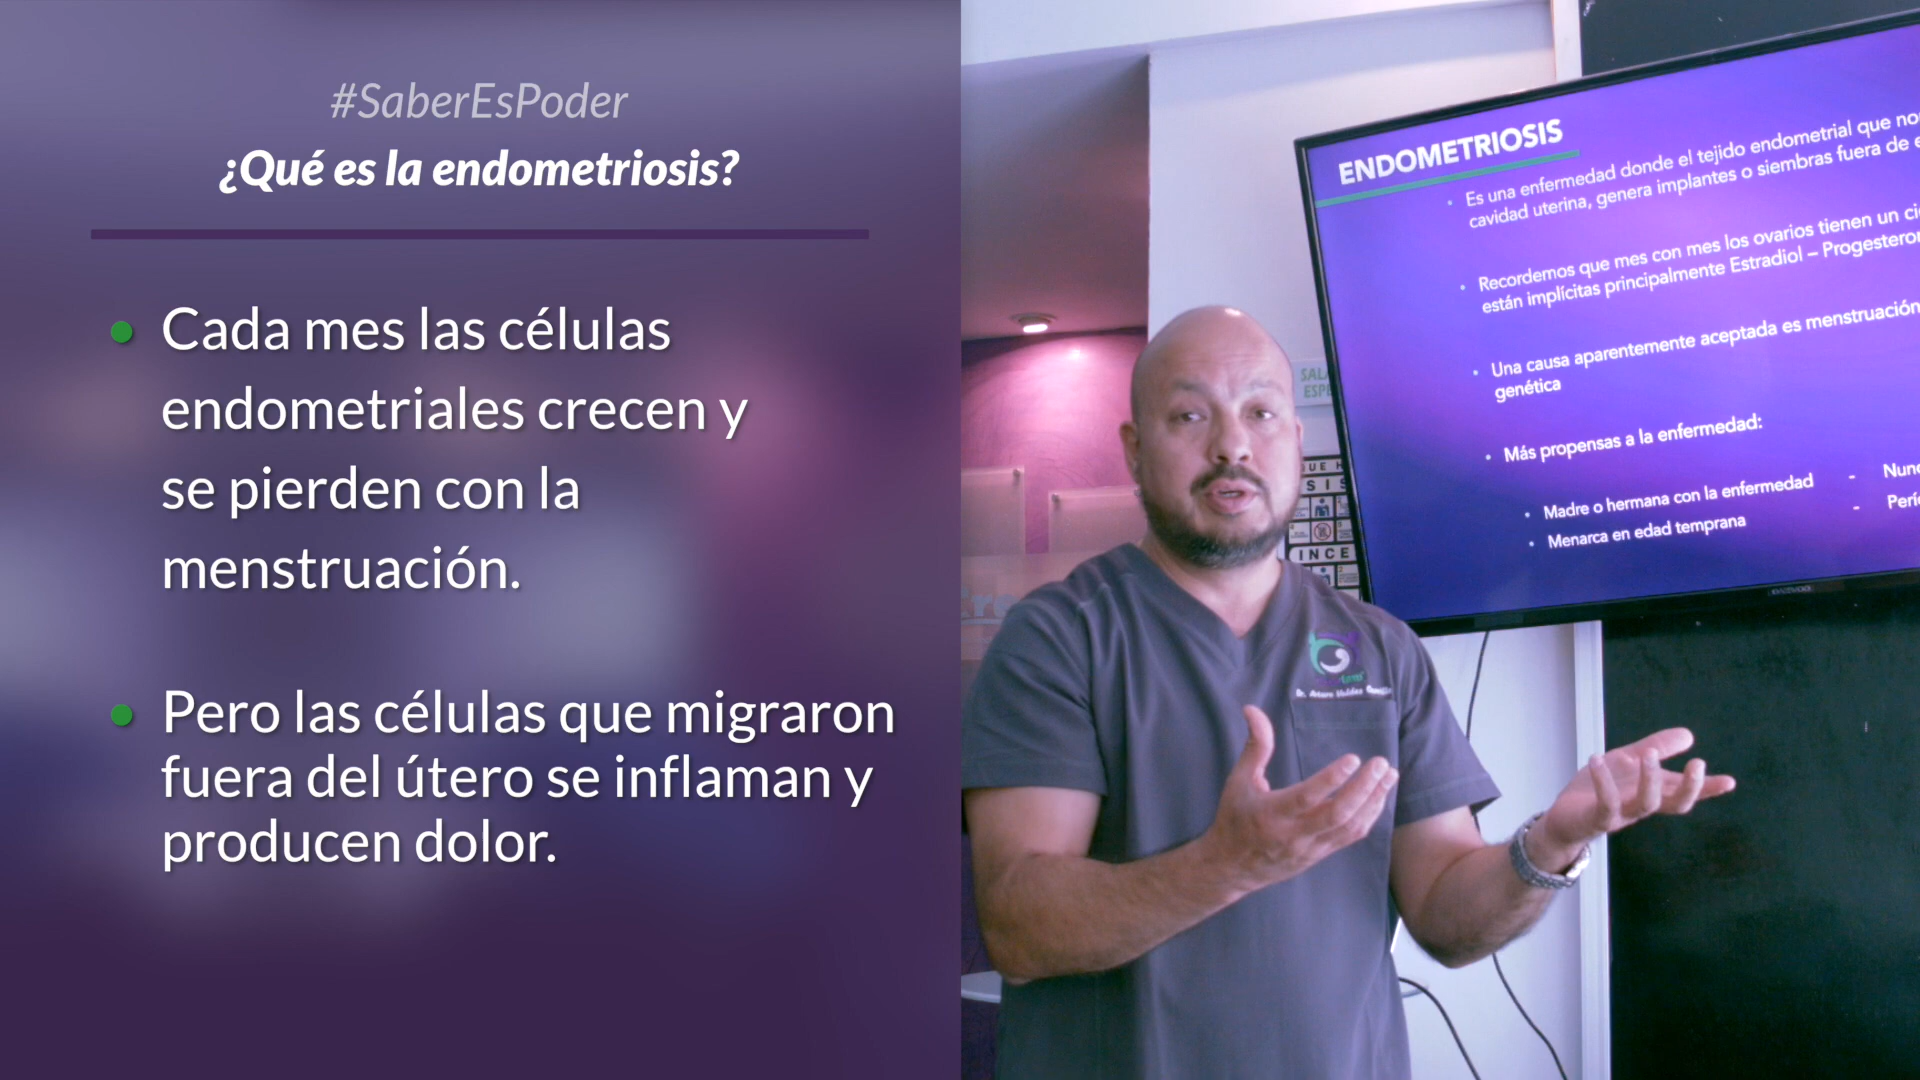 #SaberEsPoder
¿Qué es la endometriosis?
Cada mes las células
endometriales crecen y
se pierden con la
menstruación.
Pero las células que migraron
fuera del útero se inflaman y
producen dolor.
ENDOMETRIOSIS
Es una enfermedad donde el tejido endometrial que
cavidad uterina, genera implantes o siembras fuera de
Recordemos que mes con mes los ovarios tienen un
están implícitas principalmente Estradiol –
Una causa aparentemente aceptada es menstruación
genética
Más propensas a la enfermedad:
Madre o hermana con la enfermedad -
Menarca en edad temprana -
INCE
Dr. Arturo Valdez